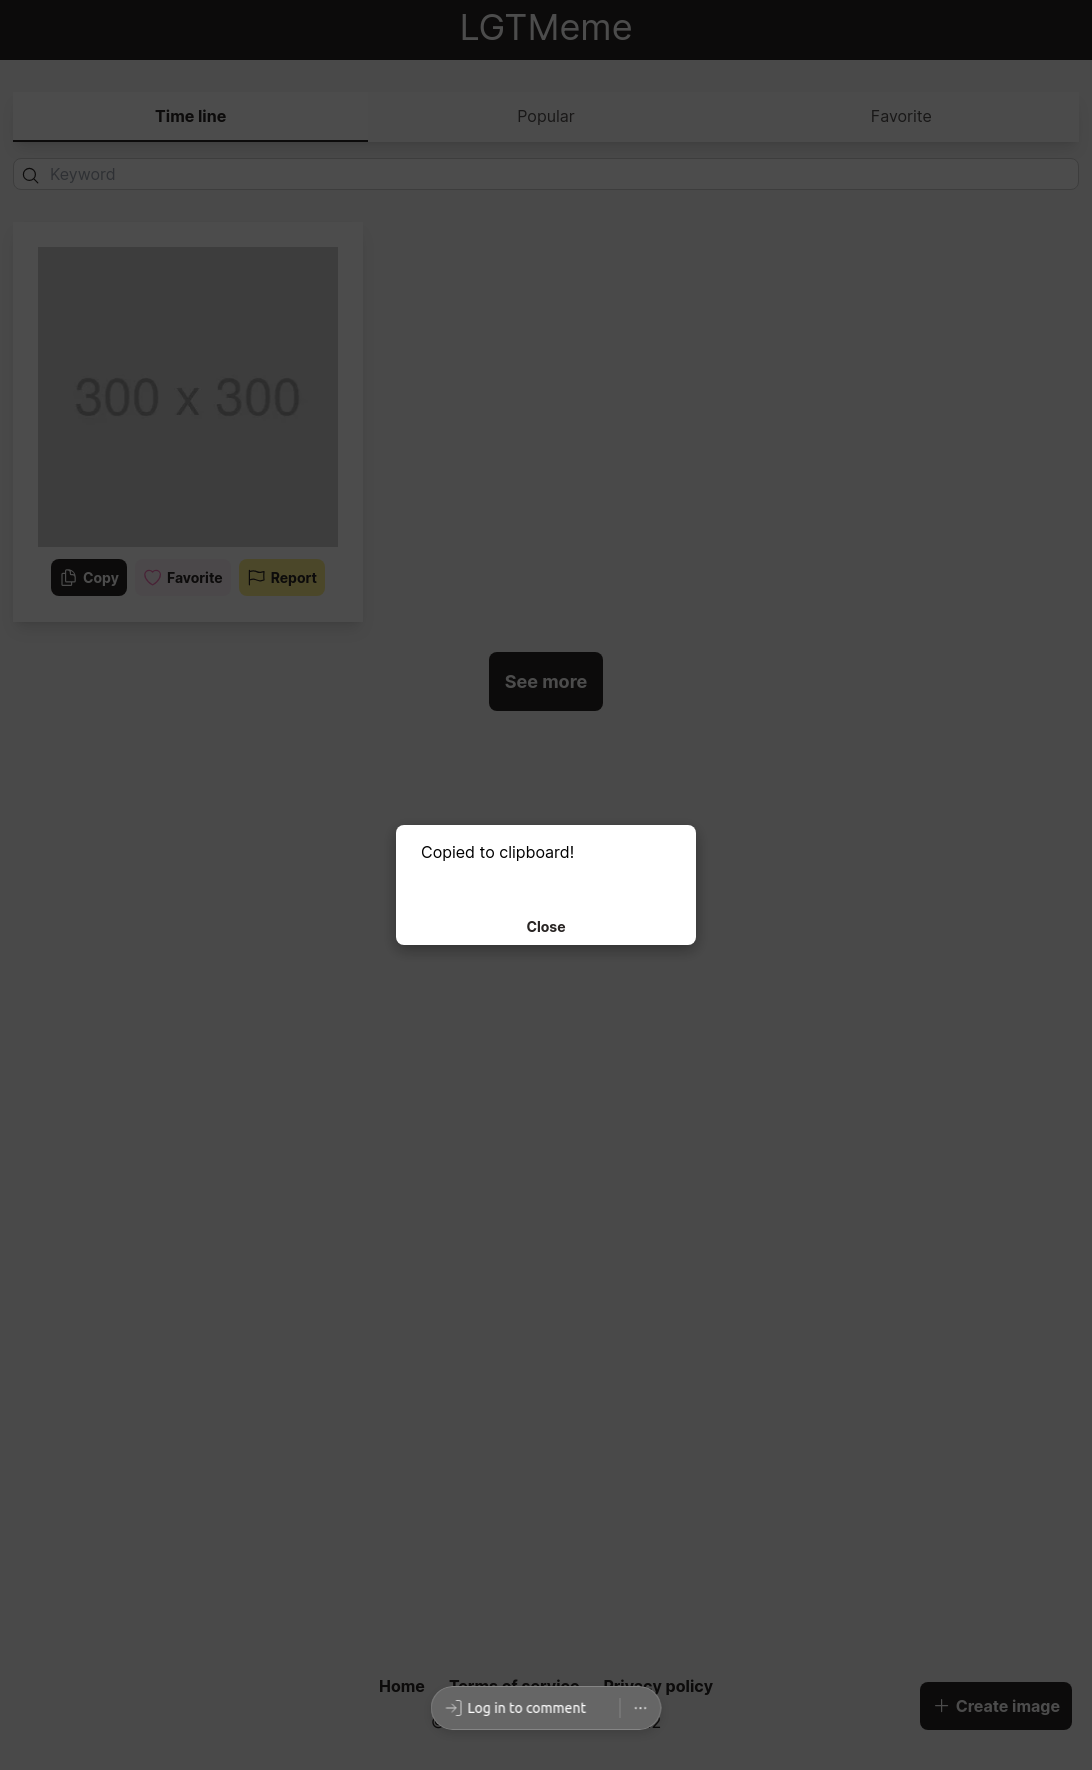 LGTMeme
Time line Popular Favorite
Keyword
300 x 300
Copy Favorite Report
See more
Copied to clipboard!
Close
Home Terms of service Privacy policy
Log in to comment
Create image